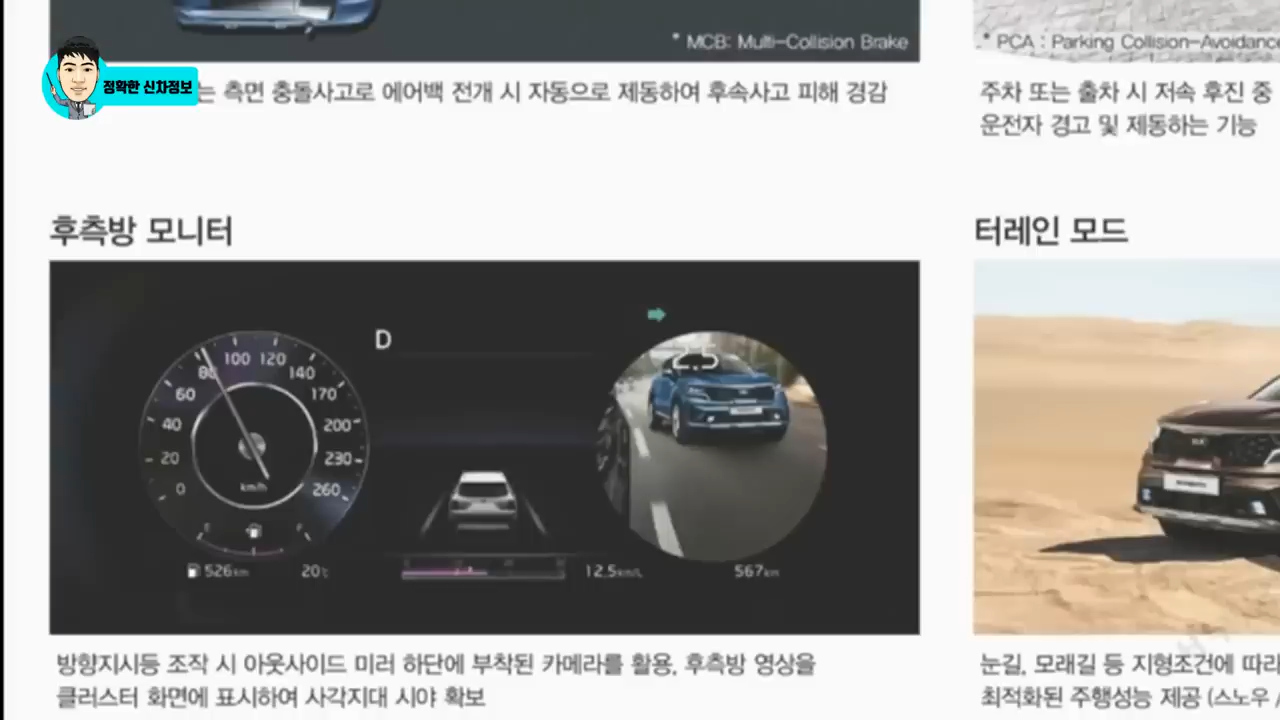 * MCB: Multi-Collision Brake
* PCA : Parking Collision-Avoidance
정확한 신차정보
는 측면 충돌사고로 에어백 전개 시 자동으로 제동하여 후속사고 피해 경감
주차 또는 출차 시 저속 후진 중
운전자 경고 및 제동하는 기능
후측방 모니터
터레인 모드
D
2.5
0 20 40 60 80 100 120 140 170 200 230 260
km/h
E F
526km
20℃
12.5km/L
567km
방향지시등 조작 시 아웃사이드 미러 하단에 부착된 카메라를 활용, 후측방 영상을
클러스터 화면에 표시하여 사각지대 시야 확보
눈길, 모래길 등 지형조건에 따라
최적화된 주행성능 제공 (스노우 /